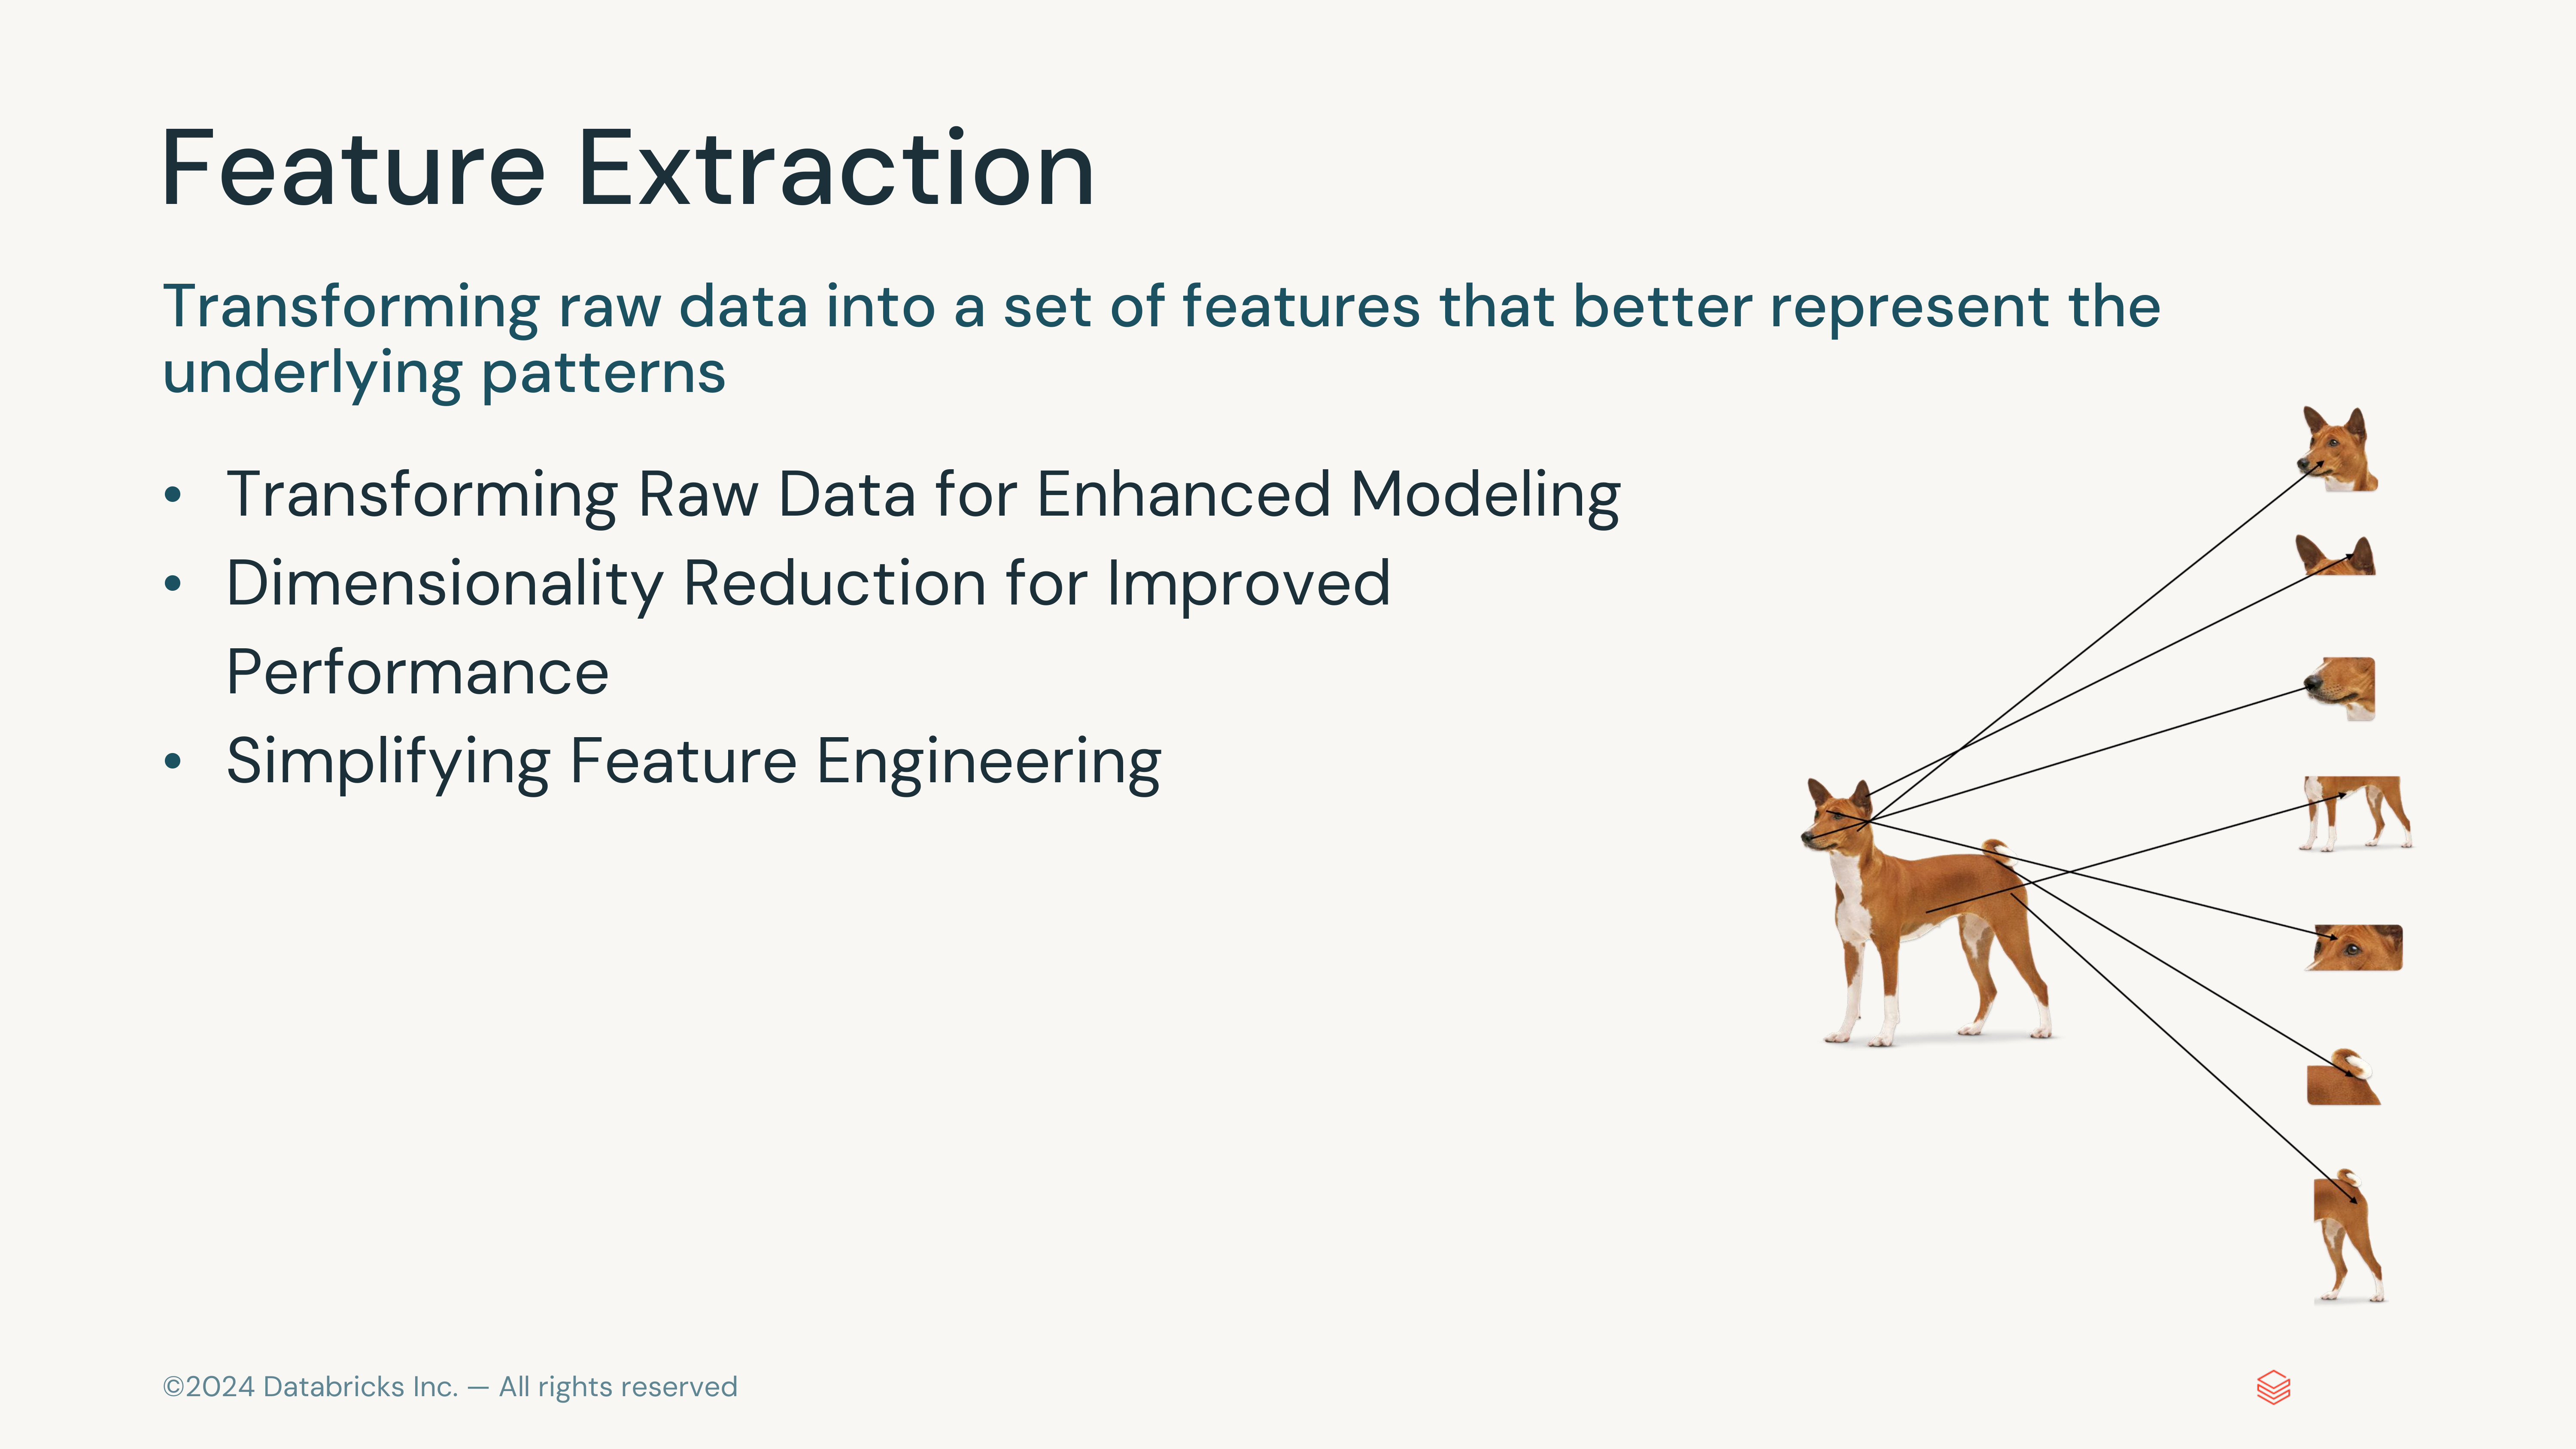 Feature Extraction
Transforming raw data into a set of features that better represent the
underlying patterns
• Transforming Raw Data for Enhanced Modeling
• Dimensionality Reduction for Improved
Performance
• Simplifying Feature Engineering
©2024 Databricks Inc. — All rights reserved